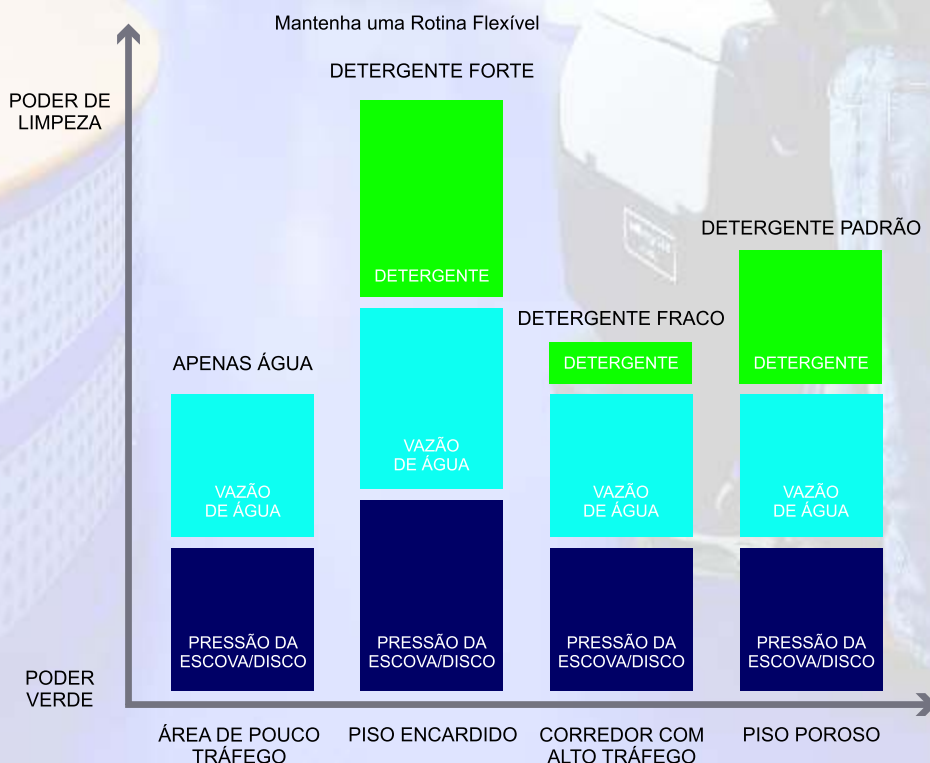 Mantenha uma Rotina Flexível
DETERGENTE FORTE
PODER DE
LIMPEZA
DETERGENTE
DETERGENTE PADRÃO
DETERGENTE FRACO
APENAS ÁGUA
DETERGENTE
DETERGENTE
VAZÃO
DE ÁGUA
VAZÃO
DE ÁGUA
VAZÃO
DE ÁGUA
VAZÃO
DE ÁGUA
PRESSÃO DA
ESCOVA/DISCO
PRESSÃO DA
ESCOVA/DISCO
PRESSÃO DA
ESCOVA/DISCO
PRESSÃO DA
ESCOVA/DISCO
PODER
VERDE
ÁREA DE POUCO
TRÁFEGO
PISO ENCARDIDO
CORREDOR COM
ALTO TRÁFEGO
PISO POROSO